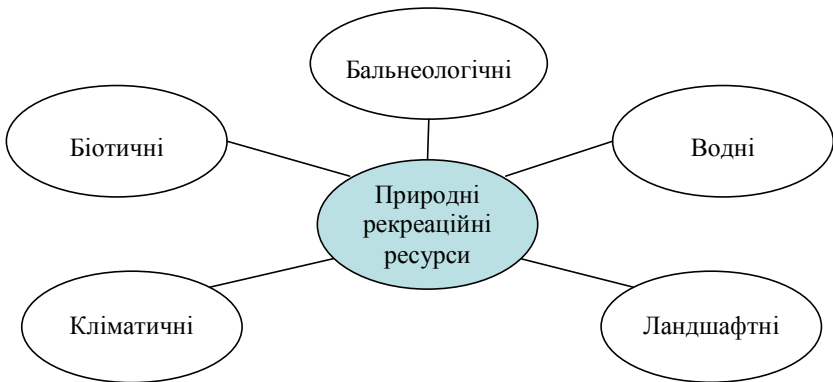 Бальнеологічні
Біотичні
Водні
Природні
рекреаційні
ресурси
Кліматичні
Ландшафтні